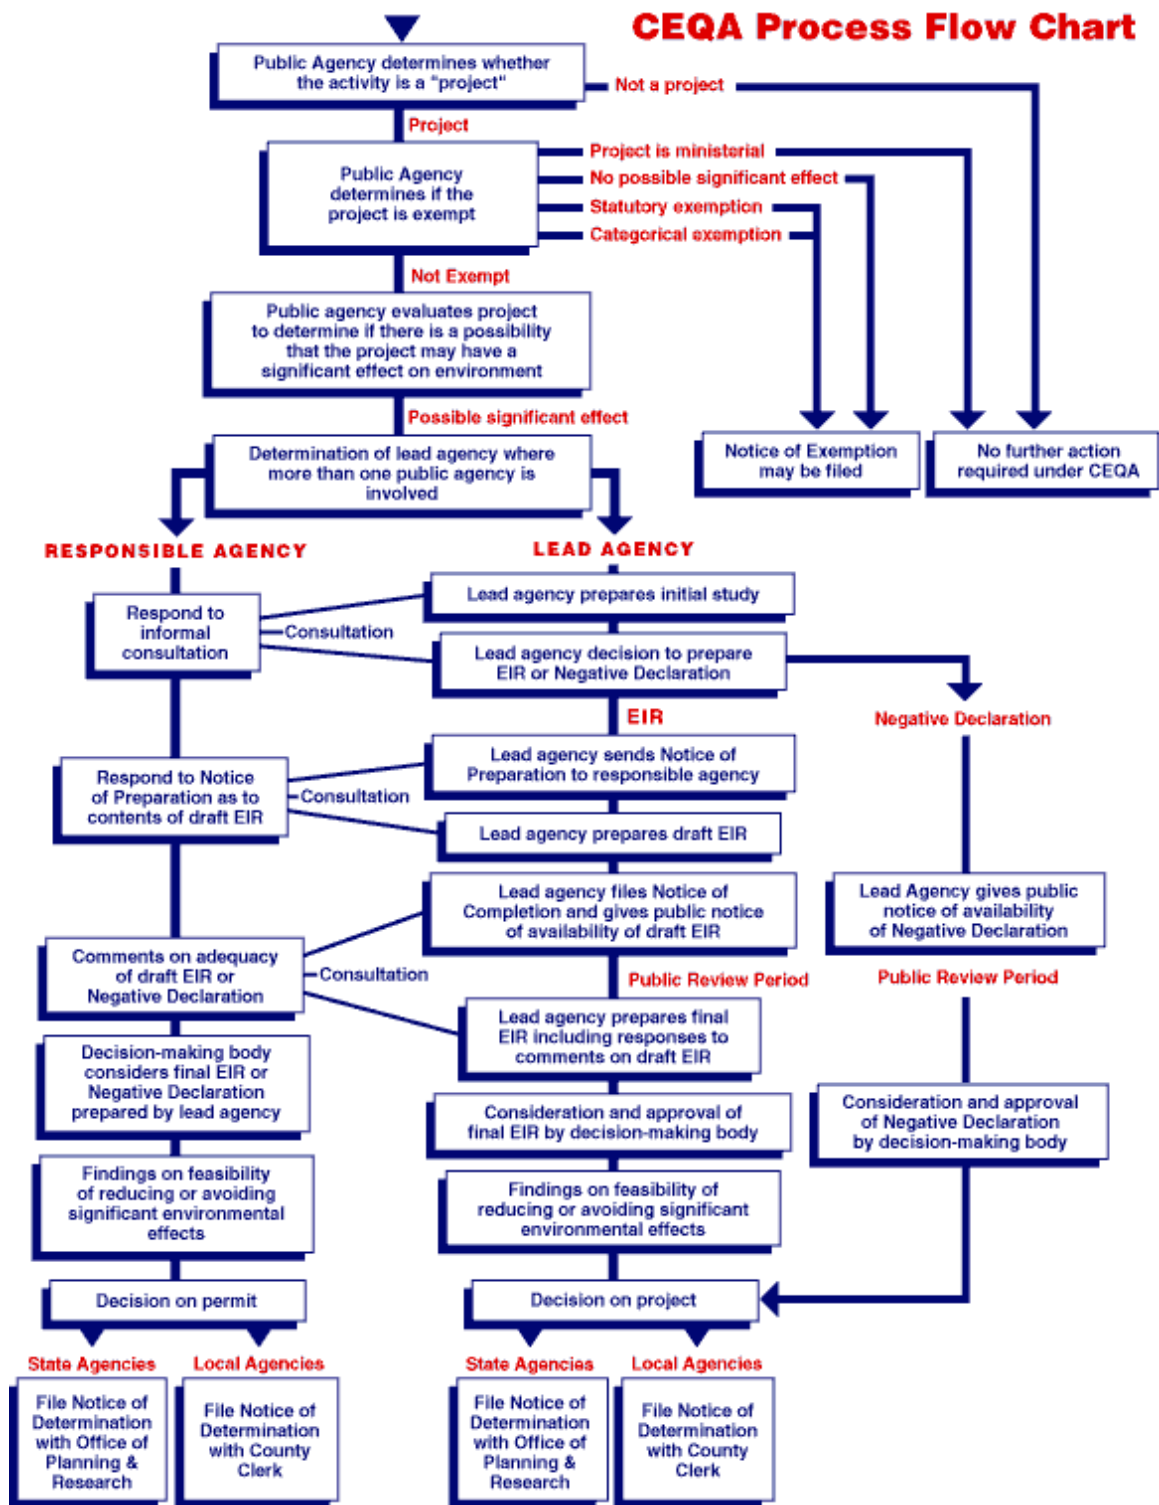 CEQA Process Flow Chart
Public Agency determines whether
the activity is a "project"
Not a project
Project
Public Agency
determines if the
project is exempt
Project is ministerial
No possible significant effect
Statutory exemption
Categorical exemption
Not Exempt
Public agency evaluates project
to determine if there is a possibility
that the project may have a
significant effect on environment
Possible significant effect
Determination of lead agency where
more than one public agency is
involved
Notice of Exemption
may be filed
No further action
required under CEQA
RESPONSIBLE AGENCY
LEAD AGENCY
Respond to
informal
consultation
Consultation
Lead agency prepares initial study
Lead agency decision to prepare
EIR or Negative Declaration
EIR
Negative Declaration
Respond to Notice
of Preparation as to
contents of draft EIR
Consultation
Lead agency sends Notice of
Preparation to responsible agency
Lead agency prepares draft EIR
Lead agency files Notice of
Completion and gives public notice
of availability of draft EIR
Lead Agency gives public
notice of availability
of Negative Declaration
Comments on adequacy
of draft EIR or
Negative Declaration
Consultation
Public Review Period
Public Review Period
Lead agency prepares final
EIR including responses to
comments on draft EIR
Decision-making body
considers final EIR or
Negative Declaration
prepared by lead agency
Consideration and approval of
final EIR by decision-making body
Consideration and approval
of Negative Declaration
by decision-making body
Findings on feasibility
of reducing or avoiding
significant environmental
effects
Findings on feasibility of
reducing or avoiding significant
environmental effects
Decision on permit
Decision on project
State Agencies
Local Agencies
State Agencies
Local Agencies
File Notice of
Determination
with Office of
Planning &
Research
File Notice of
Determination
with County
Clerk
File Notice of
Determination
with Office of
Planning &
Research
File Notice of
Determination
with County
Clerk